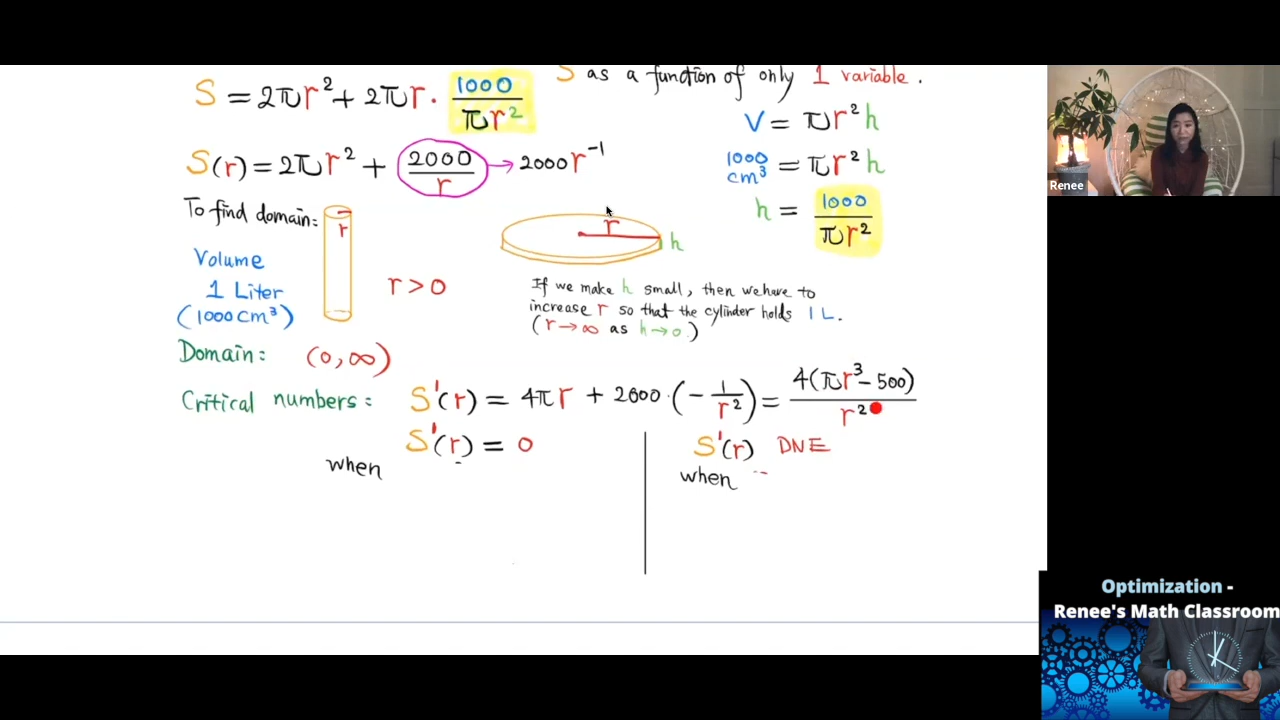 S as a function of only 1 variable.
S = 2πr² + 2πr · 1000/πr²
V = πr²h
S(r) = 2πr² + 2000/r → 2000r⁻¹
1000 cm³ = πr²h
h = 1000/πr²
To find domain:
r
r
h
Volume
1 Liter
(1000 cm³)
r > 0
If we make h small, then we have to
increase r so that the cylinder holds 1 L.
(r → ∞ as h → 0)
Domain: (0, ∞)
Critical numbers: S'(r) = 4πr + 2000 · (- 1/r²) = 4(πr³ - 500)/r²
S'(r) = 0
when
S'(r) DNE
when
Renee
Optimization -
Renee's Math Classroom